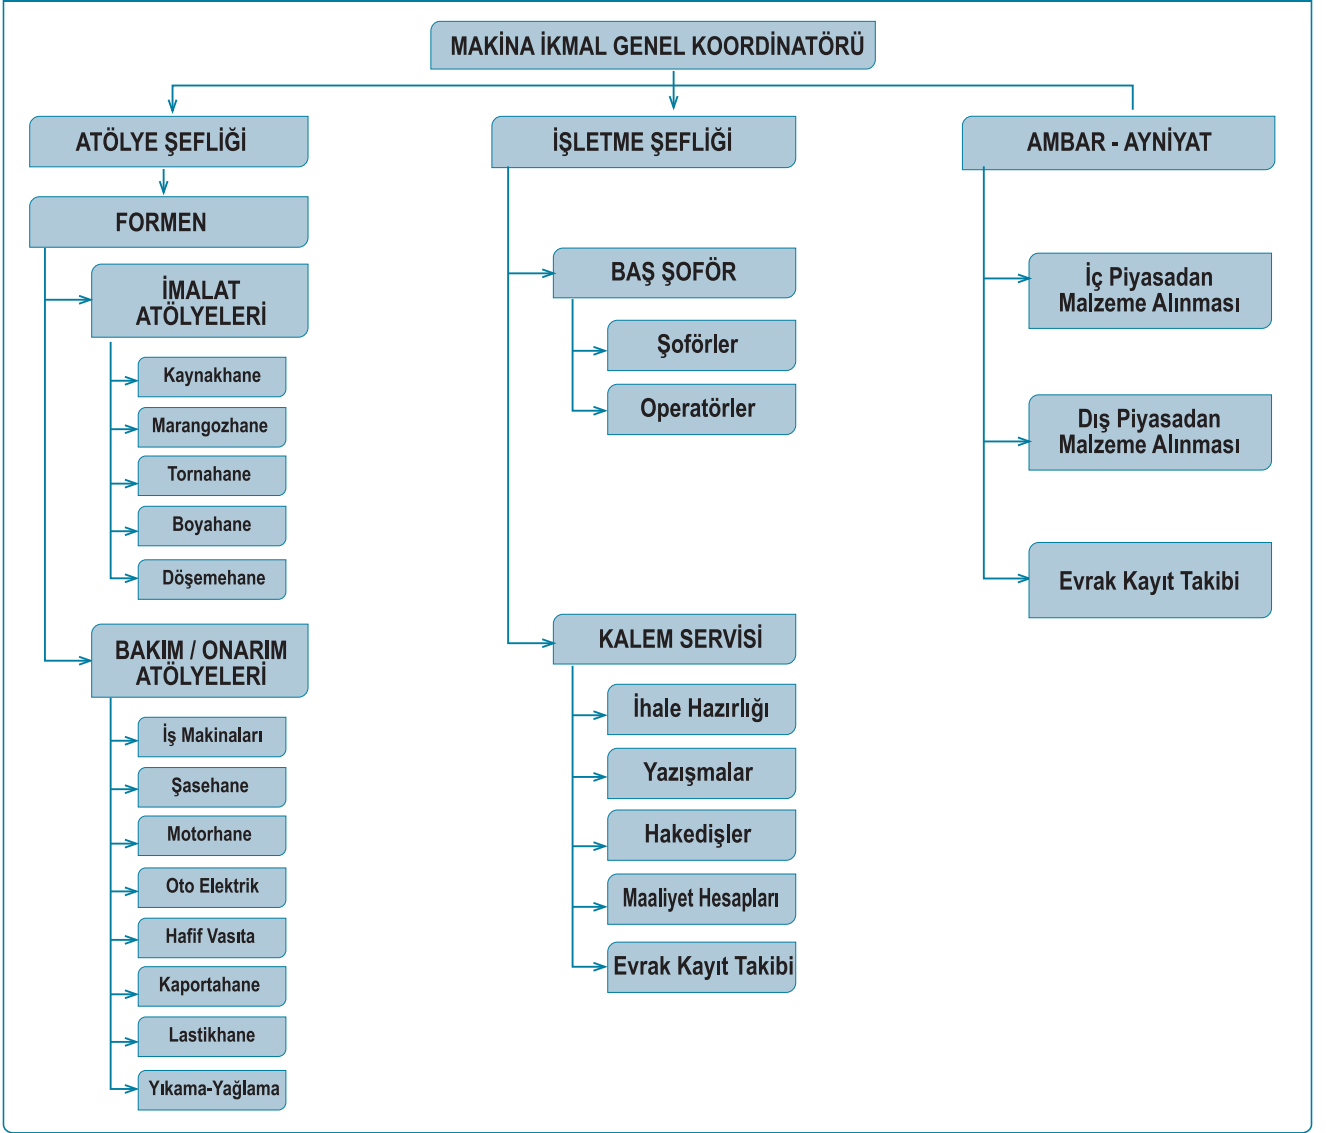 MAKİNA İKMAL GENEL KOORDİNATÖRÜ
ATÖLYE ŞEFLİĞİ
FORMEN
İMALAT
ATÖLYELERİ
Kaynakhane
Marangozhane
Tornahane
Boyahane
Döşemehane
BAKIM / ONARIM
ATÖLYELERİ
İş Makinaları
Şasehane
Motorhane
Oto Elektrik
Hafif Vasıta
Kaportahane
Lastikhane
Yıkama-Yağlama
İŞLETME ŞEFLİĞİ
BAŞ ŞOFÖR
Şoförler
Operatörler
KALEM SERVİSİ
İhale Hazırlığı
Yazışmalar
Hakedişler
Maaliyet Hesapları
Evrak Kayıt Takibi
AMBAR - AYNİYAT
İç Piyasadan
Malzeme Alınması
Dış Piyasadan
Malzeme Alınması
Evrak Kayıt Takibi